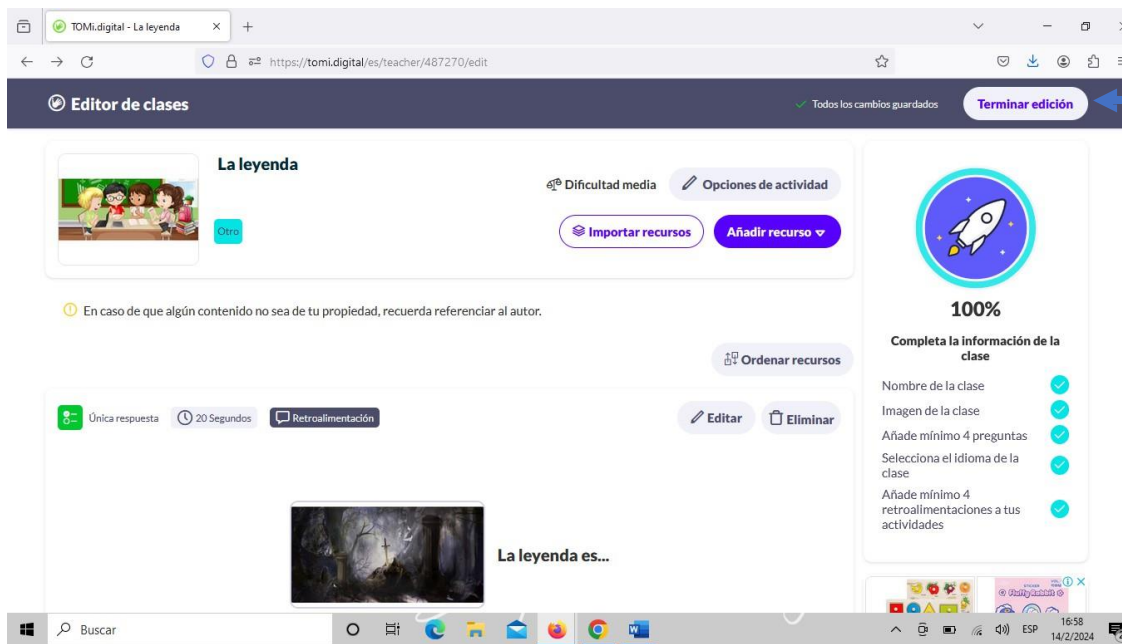 TOMi.digital - La leyenda
https://tomi.digital/es/teacher/487270/edit
Editor de clases
Todos los cambios guardados
Terminar edición
La leyenda
Otro
Dificultad media
Opciones de actividad
Importar recursos
Añadir recurso
En caso de que algún contenido no sea de tu propiedad, recuerda referenciar al autor.
Ordenar recursos
Única respuesta
20 Segundos
Retroalimentación
Editar
Eliminar
La leyenda es...
100%
Completa la información de la
clase
Nombre de la clase
Imagen de la clase
Añade mínimo 4 preguntas
Selecciona el idioma de la
clase
Añade mínimo 4
retroalimentaciones a tus
actividades
Buscar
ESP
16:58
14/2/2024